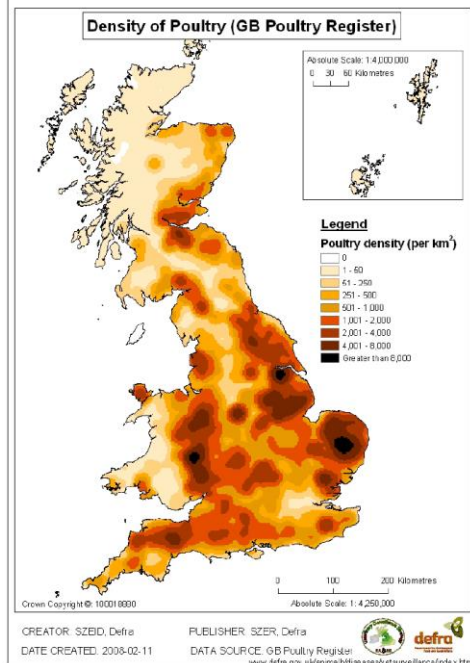 Density of Poultry (GB Poultry Register)
Absolute Scale: 1:4,000,000
0 30 60 Kilometres
Legend
Poultry density (per km²)
0
1 - 50
51 - 250
251 - 500
501 - 1,000
1,001 - 2,000
2,001 - 4,000
4,001 - 8,000
Greater than 8,000
0 100 200 Kilometres
Crown Copyright ©: 100018880
Absolute Scale: 1: 4,250,000
CREATOR: SZEID, Defra
PUBLISHER: SZER, Defra
DATE CREATED: 2008-02-11
DATA SOURCE: GB Poultry Register
defra